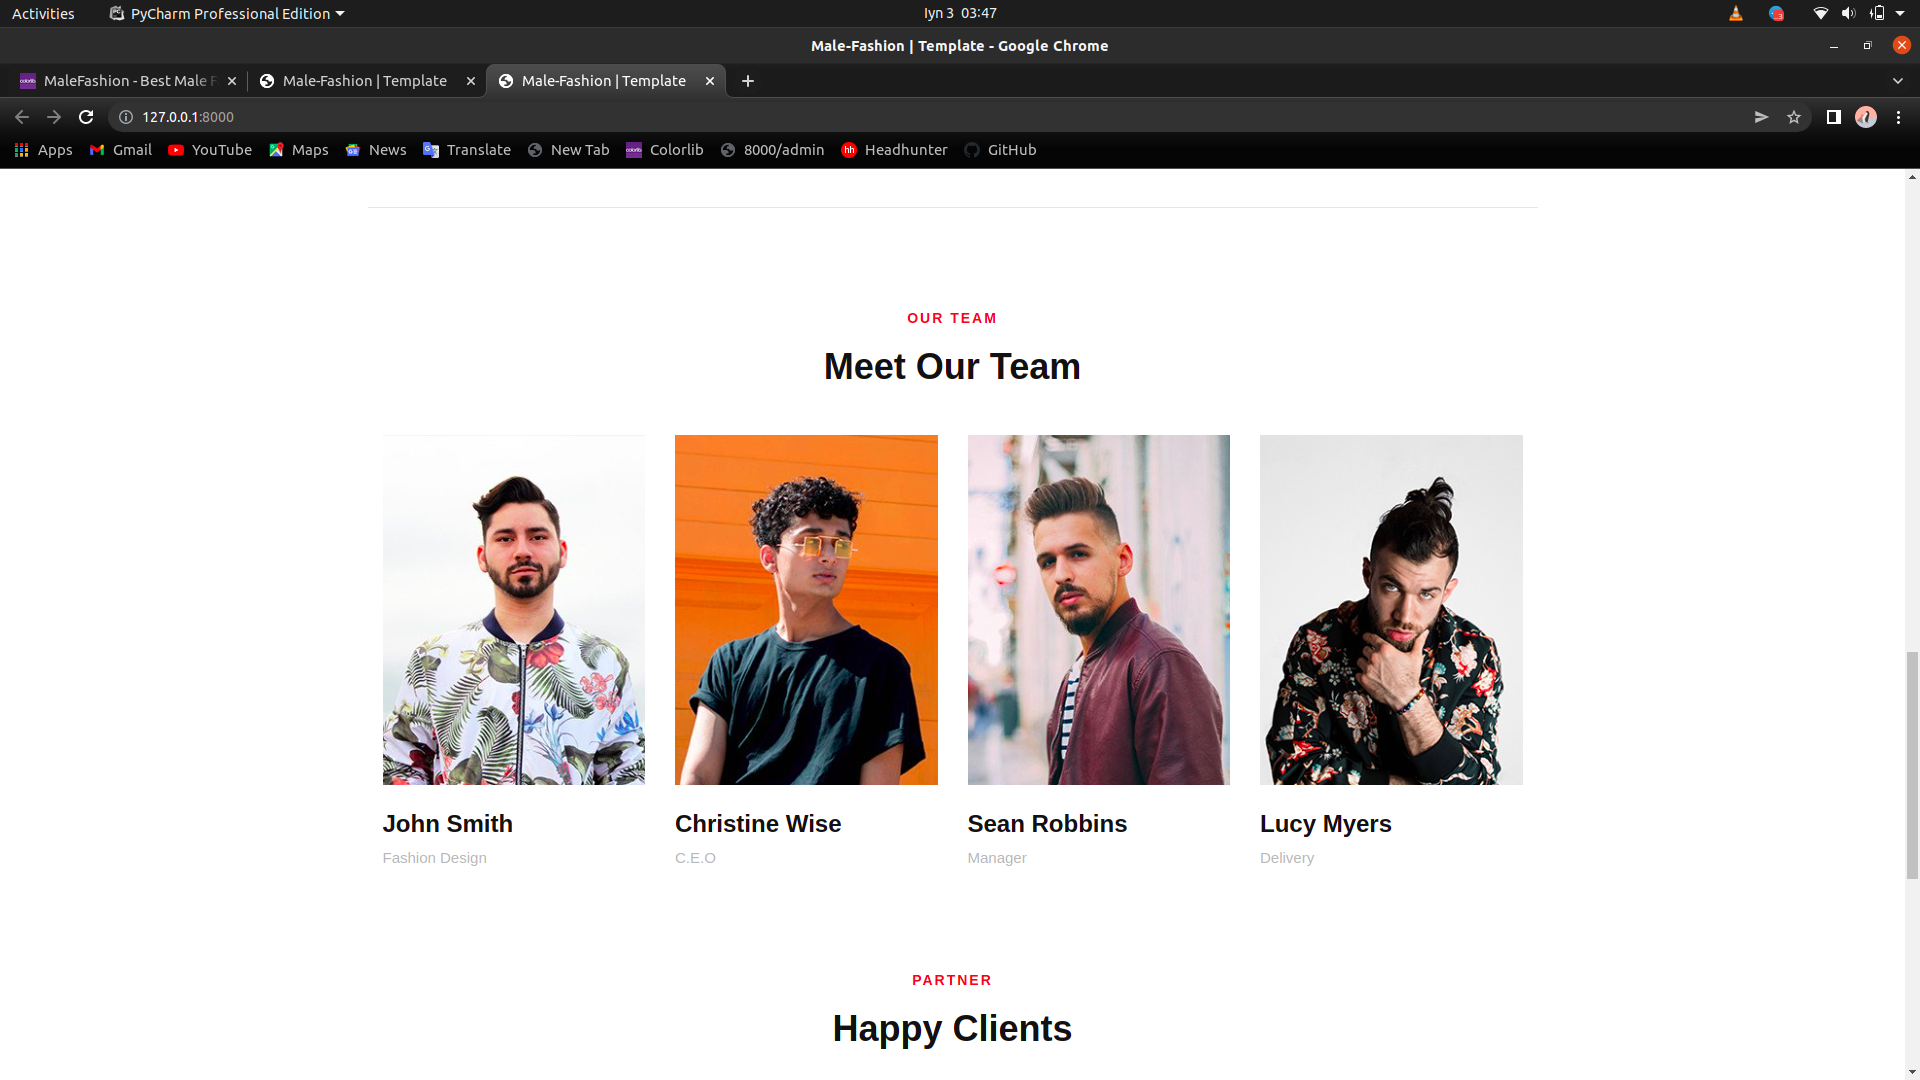 Activities PyCharm Professional Edition Iyn 3 03:47
Male-Fashion | Template - Google Chrome
MaleFashion - Best Male F Male-Fashion | Template Male-Fashion | Template
127.0.0.1:8000
Apps Gmail YouTube Maps News Translate New Tab Colorlib 8000/admin hh Headhunter GitHub
OUR TEAM
Meet Our Team
John Smith Christine Wise Sean Robbins Lucy Myers
Fashion Design C.E.O Manager Delivery
PARTNER
Happy Clients